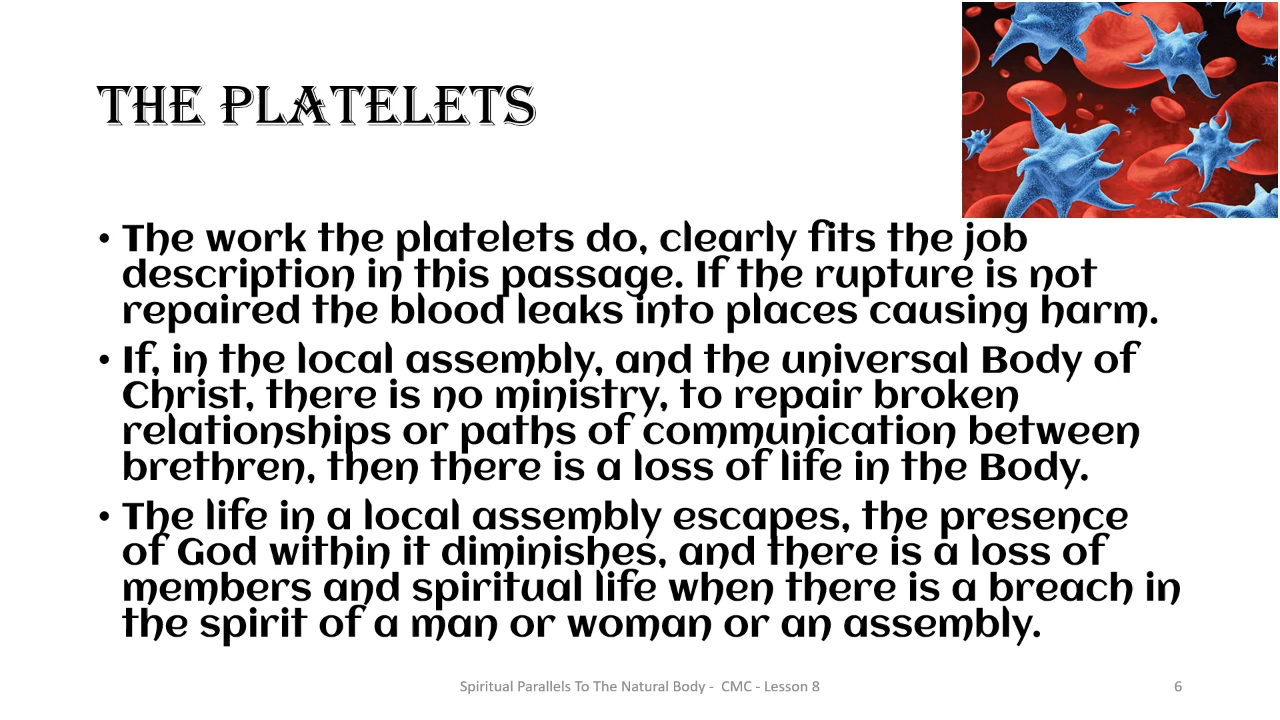 THE PLATELETS
• The work the platelets do, clearly fits the job
description in this passage. If the rupture is not
repaired the blood leaks into places causing harm.
• If, in the local assembly, and the universal Body of
Christ, there is no ministry, to repair broken
relationships or paths of communication between
brethren, then there is a loss of life in the Body.
• The life in a local assembly escapes, the presence
of God within it diminishes, and there is a loss of
members and spiritual life when there is a breach in
the spirit of a man or woman or an assembly.
Spiritual Parallels To The Natural Body - CMC - Lesson 8
6